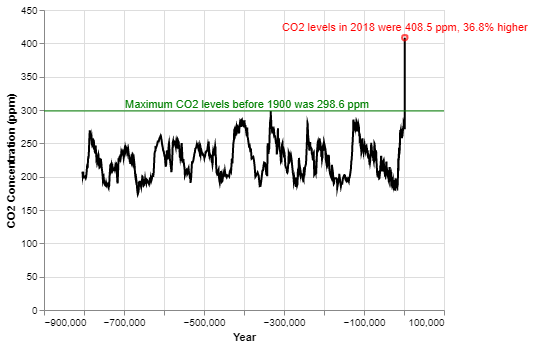 450
CO2 levels in 2018 were 408.5 ppm, 36.8% higher
400
350
Maximum CO2 levels before 1900 was 298.6 ppm
300
250
200
150
100
50
0
CO2 Concentration (ppm)
−900,000 −700,000 −500,000 −300,000 −100,000 100,000
Year